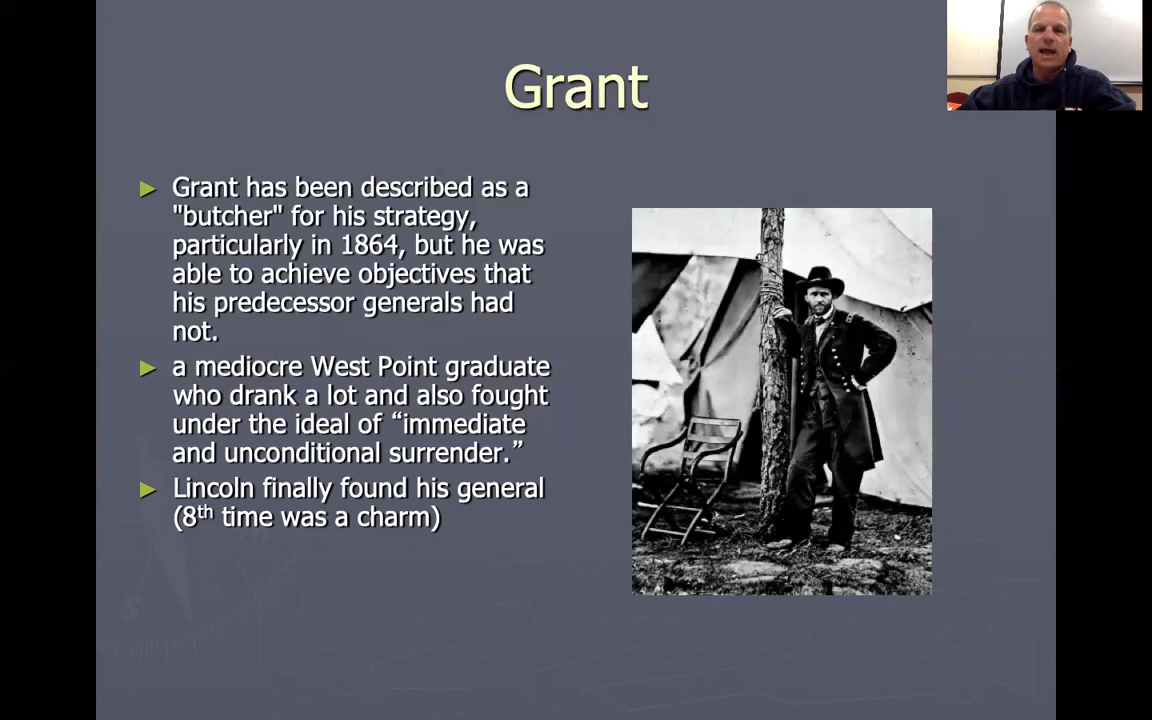 Grant
Grant has been described as a
"butcher" for his strategy,
particularly in 1864, but he was
able to achieve objectives that
his predecessor generals had
not.
a mediocre West Point graduate
who drank a lot and also fought
under the ideal of “immediate
and unconditional surrender.”
Lincoln finally found his general
(8th time was a charm)